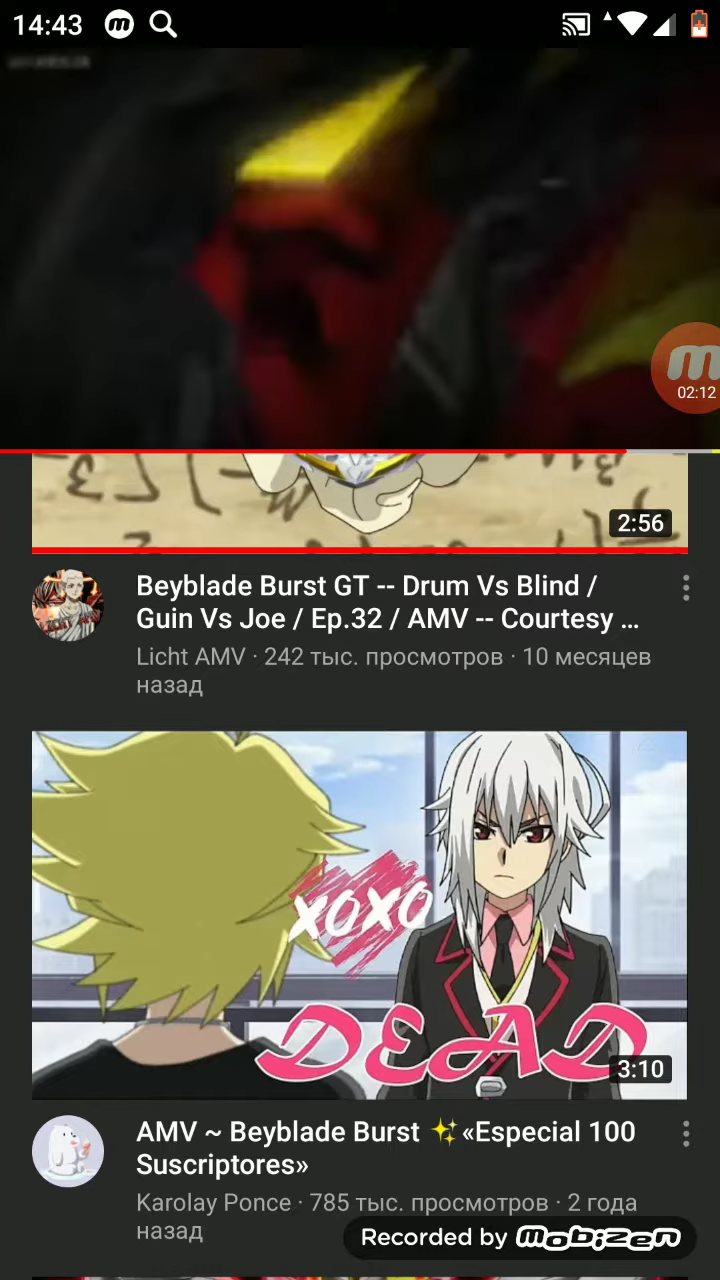 14:43
m
m
02:12
2:56
Beyblade Burst GT -- Drum Vs Blind /
Guin Vs Joe / Ep.32 / AMV -- Courtesy ...
Licht AMV · 242 тыс. просмотров · 10 месяцев
назад
XOXO
DEAD
3:10
AMV ~ Beyblade Burst ✨«Especial 100
Suscriptores»
Karolay Ponce · 785 тыс. просмотров · 2 года
назад
Recorded by mobizen